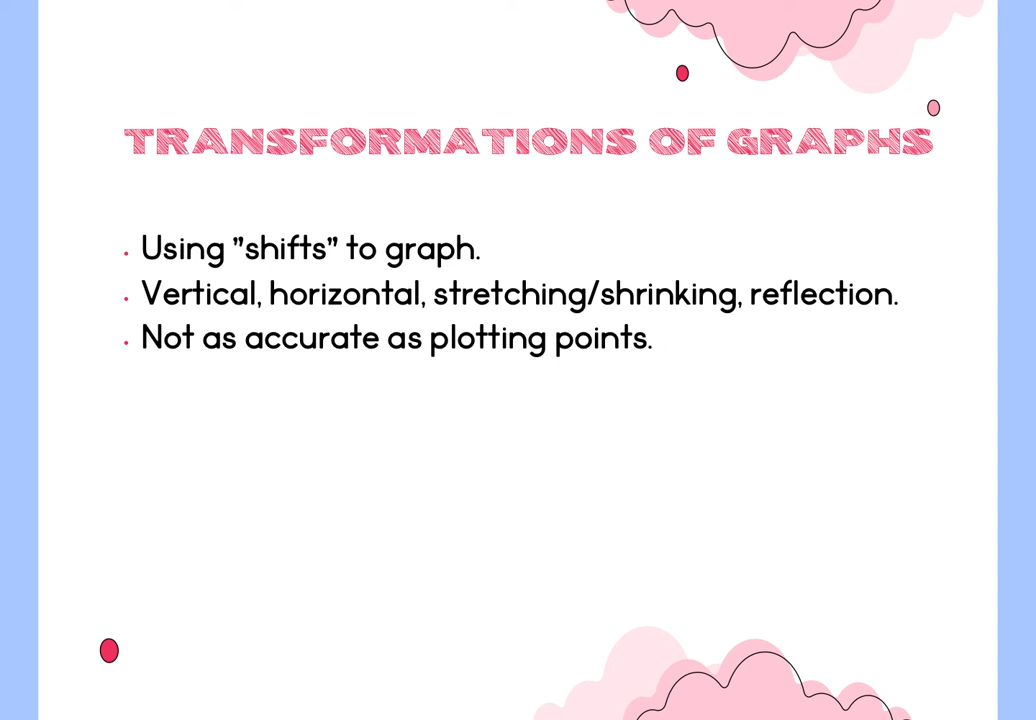 TRANSFORMATIONS OF GRAPHS
Using "shifts" to graph.
Vertical, horizontal, stretching/shrinking, reflection.
Not as accurate as plotting points.